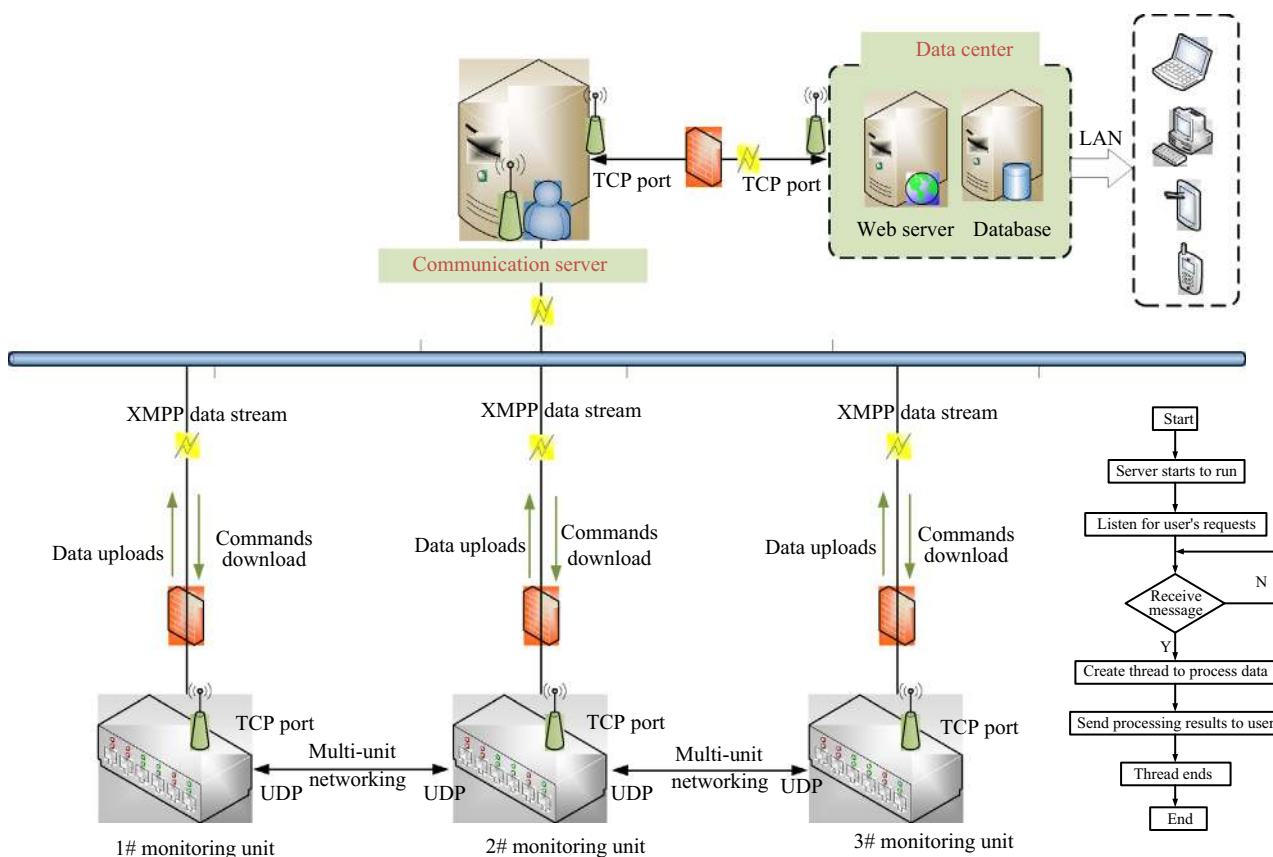 Data center
LAN
TCP port
TCP port
Web server
Database
Communication server
XMPP data stream
XMPP data stream
XMPP data stream
Data uploads
Commands
download
Data uploads
Commands
download
Data uploads
Commands
download
TCP port
TCP port
TCP port
Multi-unit
networking
Multi-unit
networking
UDP
UDP
UDP
UDP
1# monitoring unit
2# monitoring unit
3# monitoring unit
Start
Server starts to run
Listen for user's requests
Receive
message
N
Y
Create thread to process data
Send processing results to user
Thread ends
End